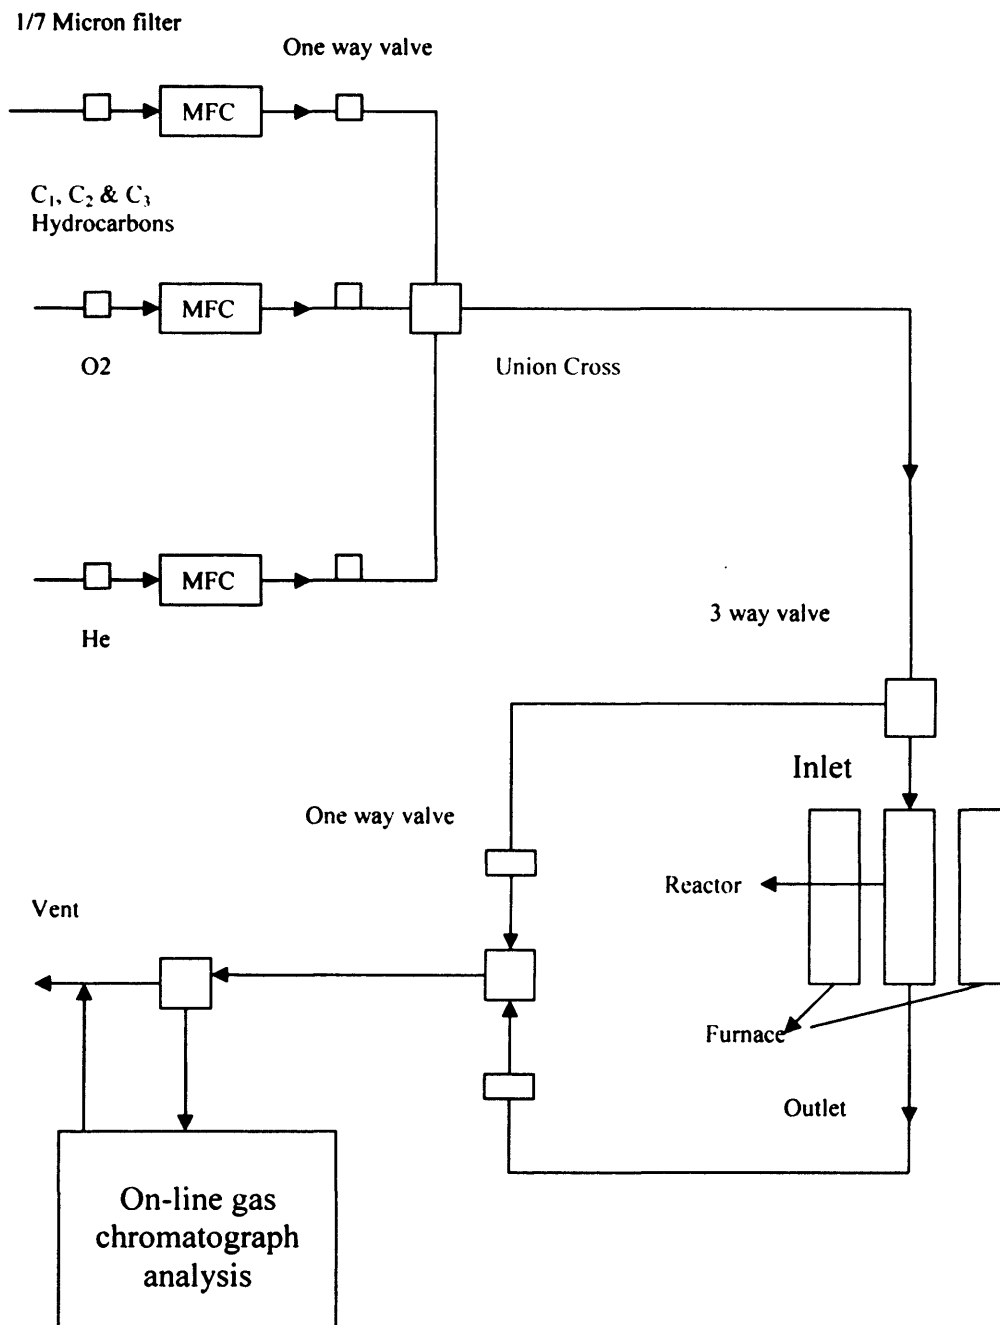 1/7 Micron filter
One way valve
MFC
C₁, C₂ & C₃
Hydrocarbons
MFC
O2
Union Cross
MFC
He
3 way valve
Inlet
One way valve
Reactor
Vent
Furnace
Outlet
On-line gas
chromatograph
analysis